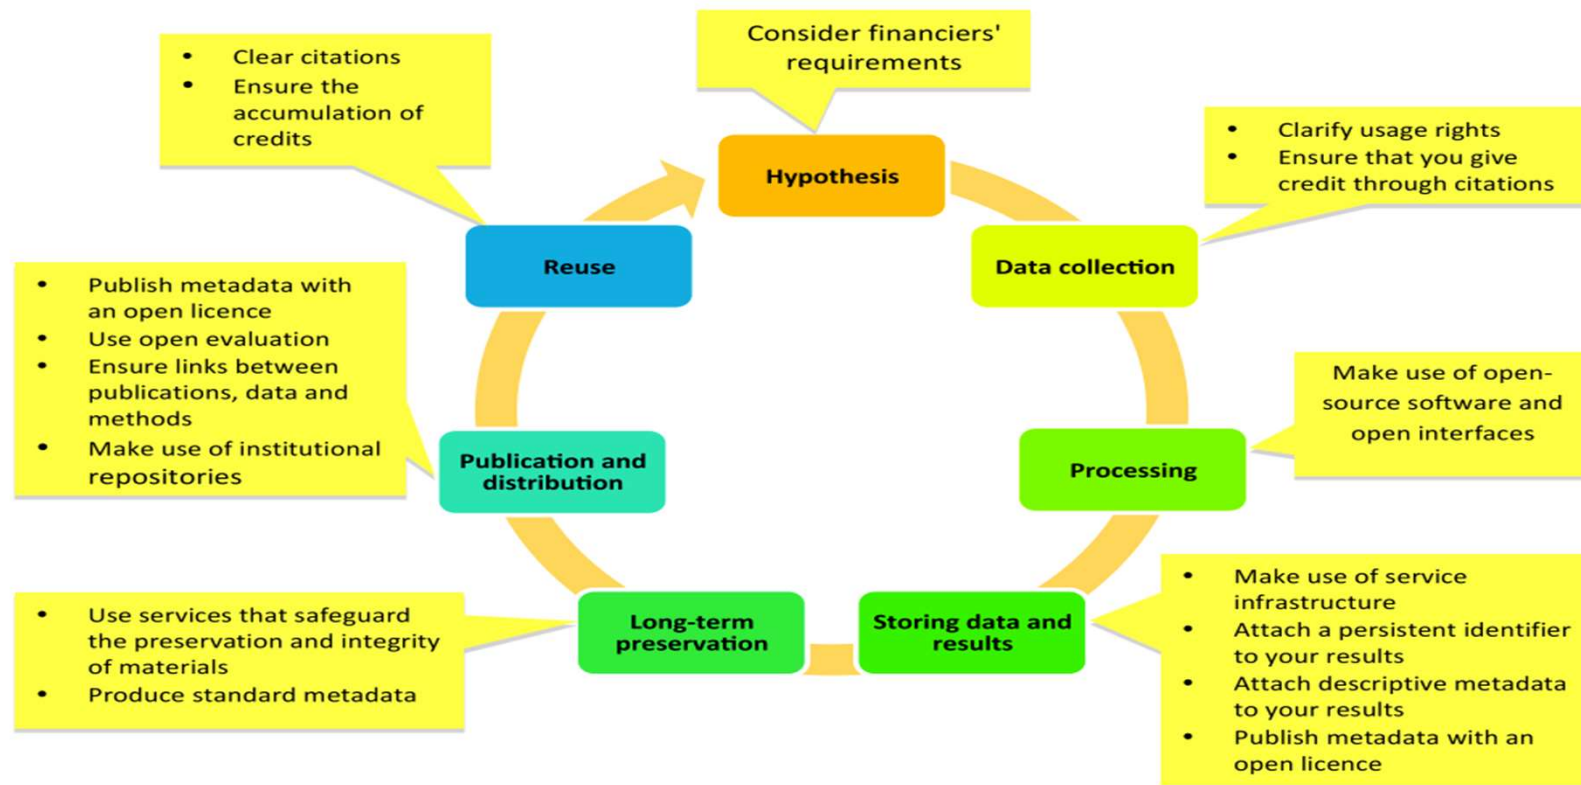 Consider financiers'
requirements
Hypothesis
• Clarify usage rights
• Ensure that you give
credit through citations
Data collection
Make use of open-
source software and
open interfaces
Processing
• Make use of service
infrastructure
• Attach a persistent identifier
to your results
• Attach descriptive metadata
to your results
• Publish metadata with an
open licence
Storing data and
results
• Use services that safeguard
the preservation and integrity
of materials
• Produce standard metadata
Long-term
preservation
• Publish metadata with
an open licence
• Use open evaluation
• Ensure links between
publications, data and
methods
• Make use of institutional
repositories
Publication and
distribution
• Clear citations
• Ensure the
accumulation of
credits
Reuse